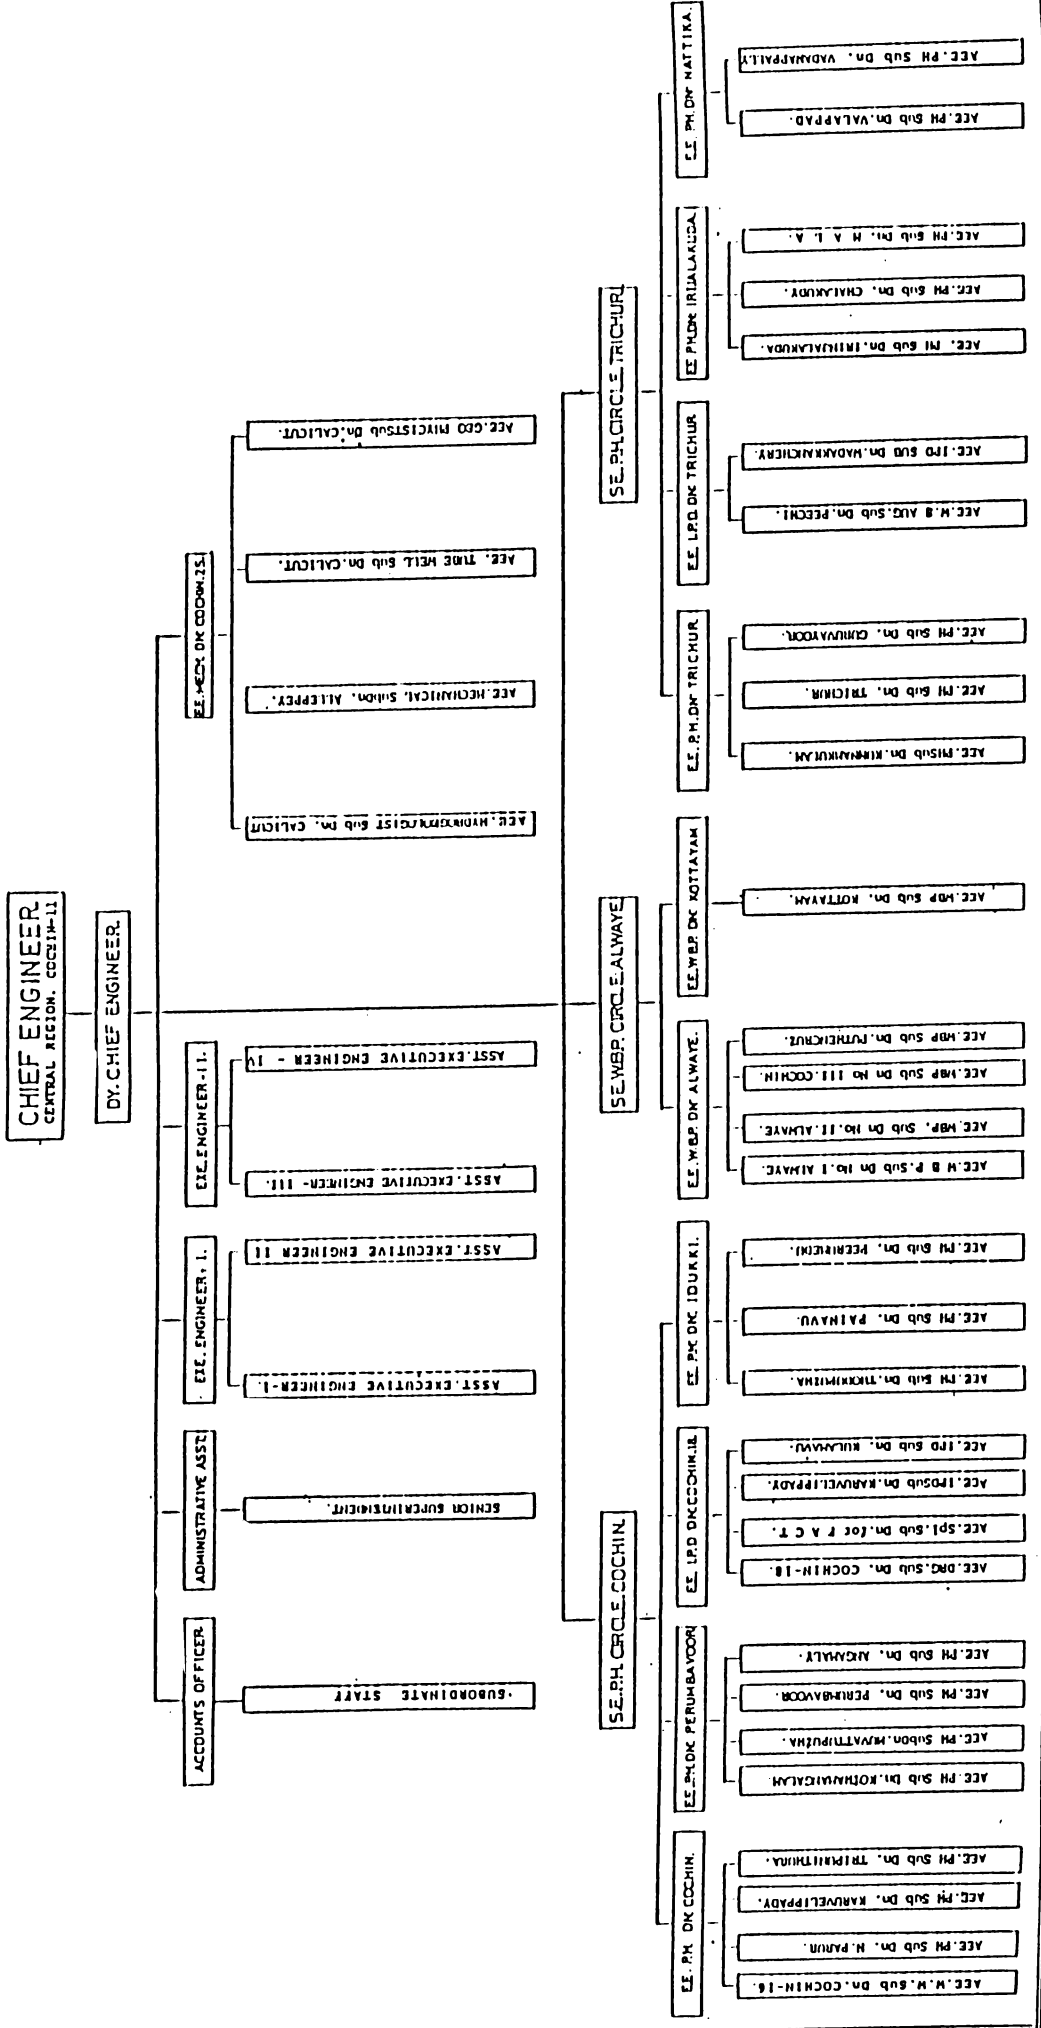 CHIEF ENGINEER
CENTRAL REGION. COCHIN-11
DY. CHIEF ENGINEER
ACCOUNTS OFFICER
ADMINISTRATIVE ASST.
EXE. ENGINEER. I.
EXE. ENGINEER-II.
E.E. MECH. DN. COCHIN. 25.
SUBORDINATE STAFF
SENIOR SUPERINTENDENT.
ASST.EXECUTIVE ENGINEER-I.
ASST.EXECUTIVE ENGINEER II
ASST.EXECUTIVE ENGINEER- III.
ASST.EXECUTIVE ENGINEER - IV
AEE.HYDROGEOLOGIST Sub Dn. CALICUT
AEE.MECHANICAL Subdn. ALLEPPEY.
AEE. TUBE WELL Sub Dn.CALICUT.
AEE.GEO PHYCISTSub Dn.CALICUT.
S.E. P.H. CIRCLE. COCHIN.
S.E. W.B.P. CIRCLE. ALWAYE
S.E. P.H. CIRCLE. TRICHUR.
E.E. P.H. DN. COCHIN.
E.E. P.H. DN. PERUMBAVOOR
E.E. I.P.D DN. COCHIN.18.
E.E. P.H. DN. IDUKKI.
E.E. W.B.P. DN. ALWAYE.
E.E. W.B.P. DN. KOTTAYAM
E.E. P.H. DN. TRICHUR.
E.E. I.P.D. DN. TRICHUR
E.E. P.H. DN. IRIJALAKUDA.
E.E. P.H. DN. NATTIKA.
AEE.W.W.Sub Dn.COCHIN-16.
AEE.PH Sub Dn. N.PARUR.
AEE.PH Sub Dn. KARUVELIPPADY.
AEE.PH Sub Dn. TRIPUNITHURA.
AEE.PH Sub Dn.KOTHAMANGALAM
AEE.PH Subdn.MUVATTUPUZHA.
AEE.PH Sub Dn. PERUMBAVOOR.
AEE.PH Sub Dn. ANGAMALY.
AEE.DRG.Sub Dn. COCHIN-18.
AEE.Spl.Sub Dn.for F A C T.
AEE.IPDSub Dn.KARUVELIPPADY.
AEE.IPD Sub Dn. KULAMAVU.
AEE.PH Sub Dn.THODUPUZHA.
AEE.PH Sub Dn. PAINAVU.
AEE.PH Sub Dn. PEERUMEDU.
AEE.W B P.Sub Dn No.I ALWAYE.
AEE.WBP. Sub Dn No.II.ALWAYE.
AEE.WBP Sub Dn No III.COCHIN.
AEE.WBP Sub Dn.PUTHENCRUZ.
AEE.WBP Sub Dn. KOTTAYAM.
AEE.PHSub Dn.KUNNAMKULAM.
AEE.PH Sub Dn. TRICHUR.
AEE.PH Sub Dn. GURUVAYOOR.
AEE.W.S AUG.Sub Dn.PEECHI.
AEE.IPD SUB Dn.WADAKKANCHERY.
AEE. PH Sub Dn.IRINJALAKUDA.
AEE.PH Sub Dn. CHALAKUDY.
AEE.PH Sub Dn. M A L A.
AEE.PH Sub Dn.VALAPPAD.
AEE.PH Sub Dn. VADANAPPALLY